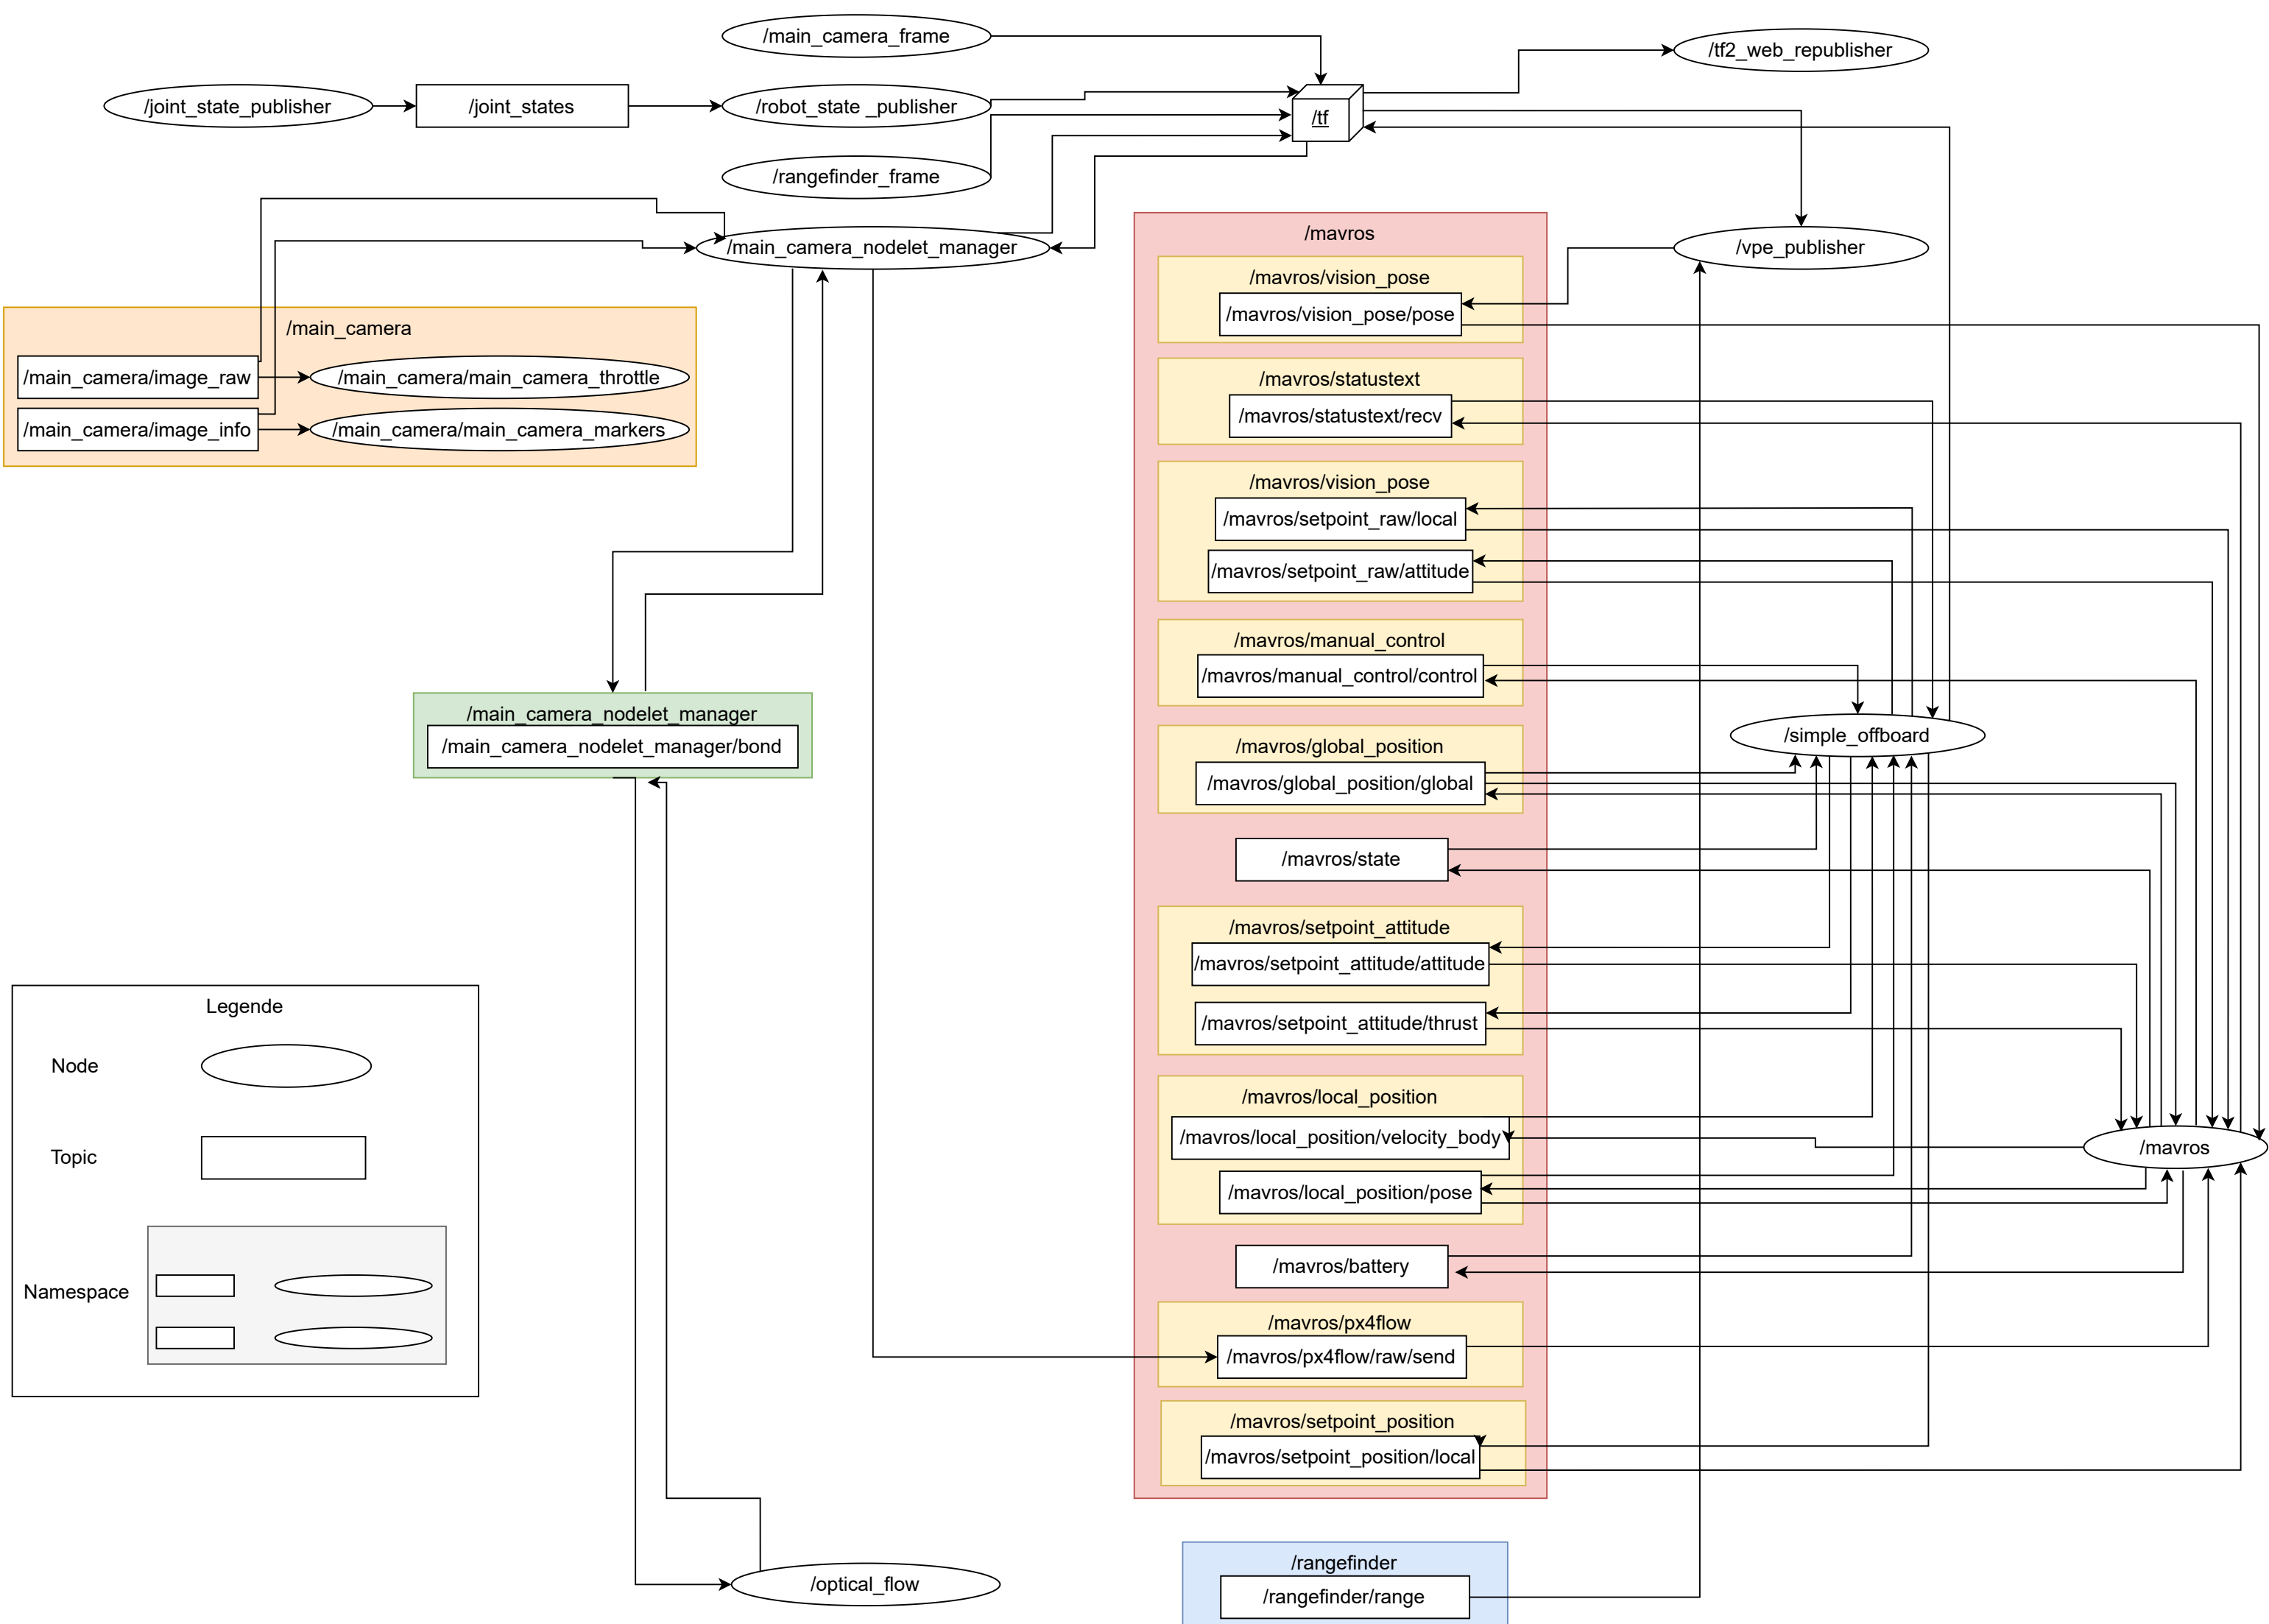 /main_camera_frame
/tf2_web_republisher
/joint_state_publisher
/joint_states
/robot_state _publisher
/tf
/rangefinder_frame
/main_camera_nodelet_manager
/vpe_publisher
/main_camera
/main_camera/image_raw
/main_camera/main_camera_throttle
/main_camera/image_info
/main_camera/main_camera_markers
/main_camera_nodelet_manager
/main_camera_nodelet_manager/bond
/mavros
/mavros/vision_pose
/mavros/vision_pose/pose
/mavros/statustext
/mavros/statustext/recv
/mavros/vision_pose
/mavros/setpoint_raw/local
/mavros/setpoint_raw/attitude
/mavros/manual_control
/mavros/manual_control/control
/mavros/global_position
/mavros/global_position/global
/mavros/state
/mavros/setpoint_attitude
/mavros/setpoint_attitude/attitude
/mavros/setpoint_attitude/thrust
/mavros/local_position
/mavros/local_position/velocity_body
/mavros/local_position/pose
/mavros/battery
/mavros/px4flow
/mavros/px4flow/raw/send
/mavros/setpoint_position
/mavros/setpoint_position/local
/simple_offboard
/mavros
Legende
Node
Topic
Namespace
/optical_flow
/rangefinder
/rangefinder/range